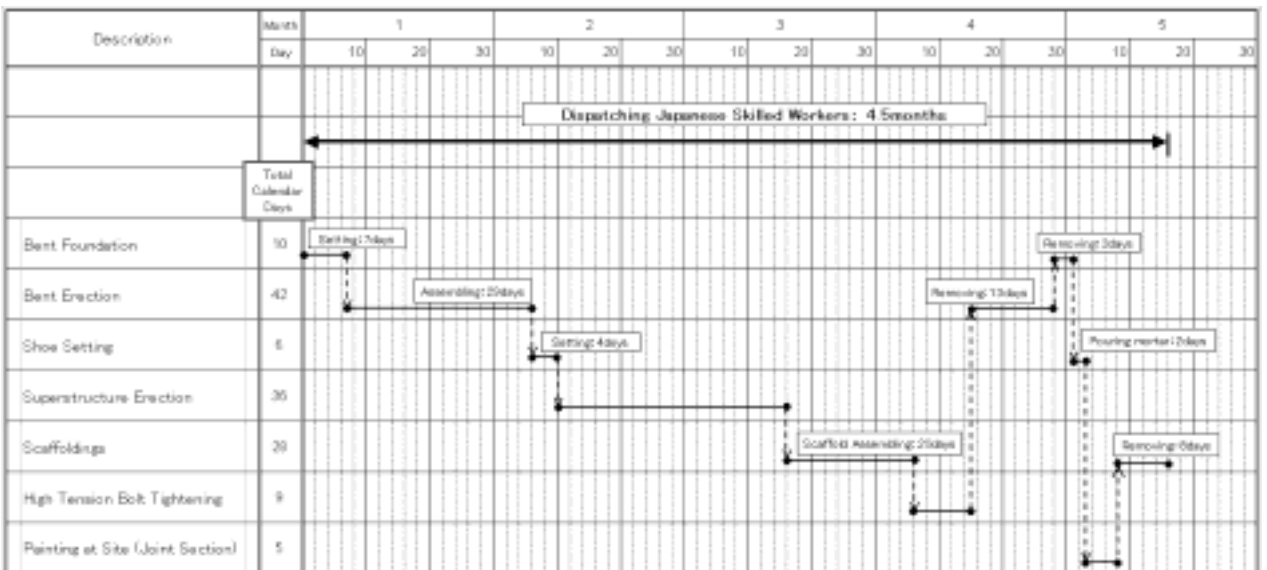 Description Month 1 2 3 4 5
Day 10 20 30 10 20 30 10 20 30 10 20 30 10 20 30
Dispatching Japanese Skilled Workers: 4.5months
Total
Calendar
Days
Bent Foundation 10 Setting:7days Removing:3days
Bent Erection 42 Assembling:29days Removing:13days
Shoe Setting 6 Setting:4days Pouring mortar:2days
Superstructure Erection 36
Scaffoldings 28 Scaffold Assembling: Removing:8days
High Tension Bolt Tightening 9
Painting at Site (Joint Section) 5